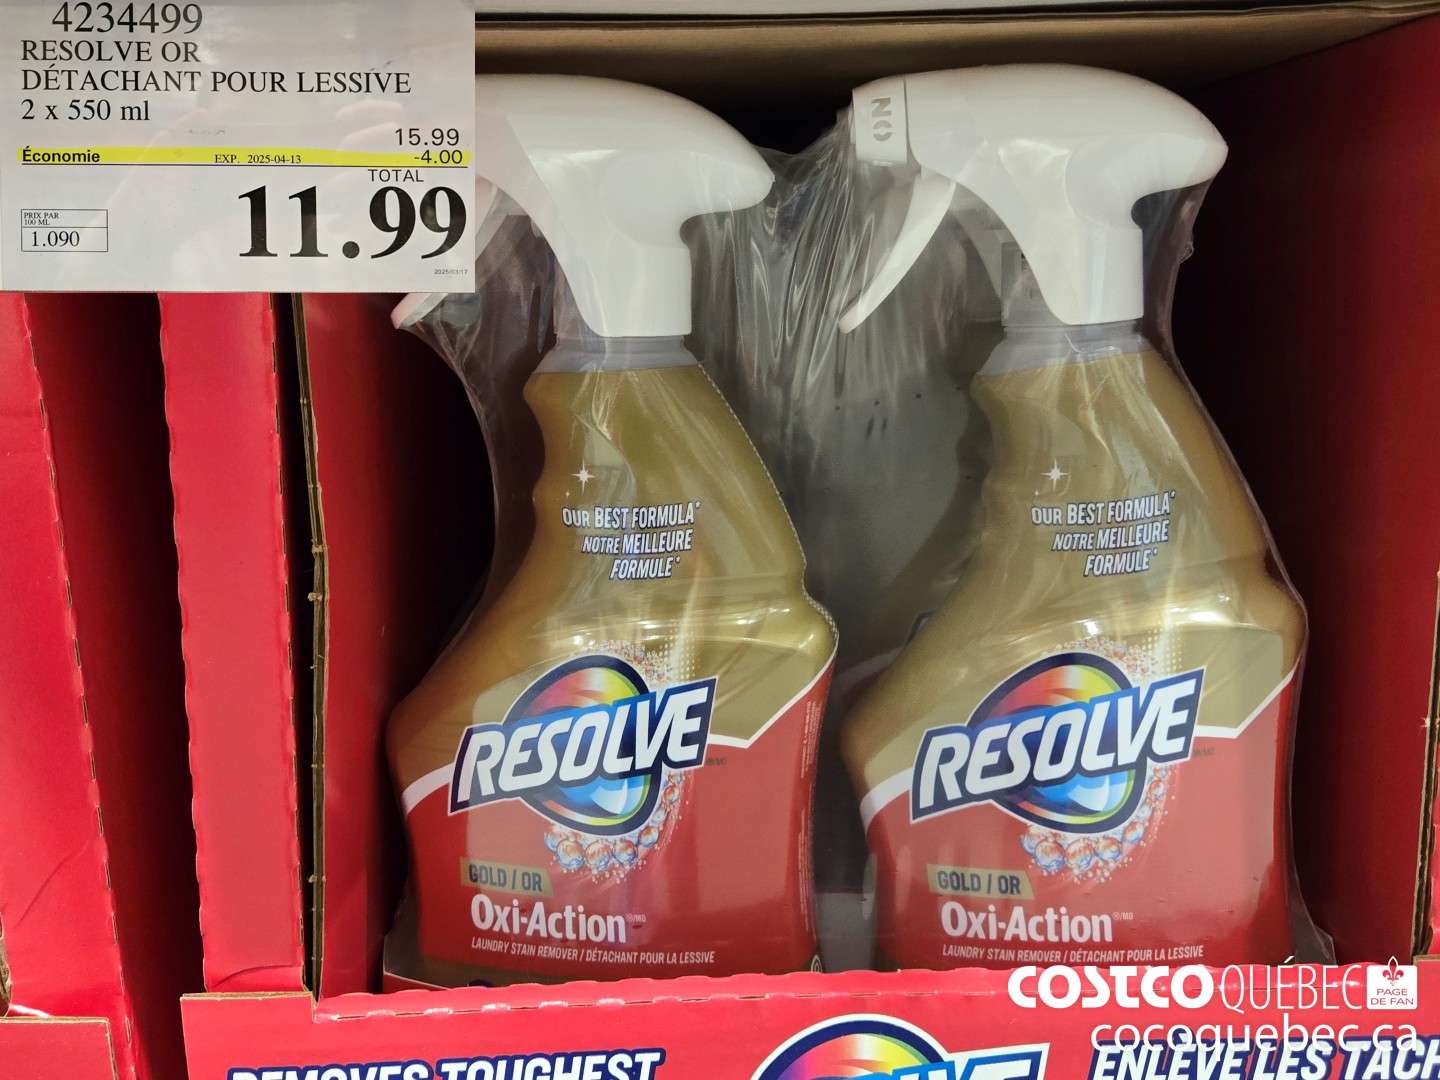 4234499
RESOLVE OR
DÉTACHANT POUR LESSIVE
2 x 550 ml
15.99
Économie EXP. 2025-04-13 -4.00
TOTAL
11.99
PRIX PAR
100 ML
1.090
2025/03/17
NO
OUR BEST FORMULA*
NOTRE MEILLEURE
FORMULE*
RESOLVE
GOLD / OR
Oxi-Action ®/MD
LAUNDRY STAIN REMOVER / DÉTACHANT POUR LA LESSIVE
OUR BEST FORMULA*
NOTRE MEILLEURE
FORMULE*
RESOLVE
GOLD / OR
Oxi-Action ®/MD
LAUNDRY STAIN REMOVER / DÉTACHANT POUR LA LESSIVE
COSTCO QUÉBEC PAGE DE FAN
cocoquebec.ca
REMOVES TOUGHEST
RESOLVE
ENLÈVE LES TACH